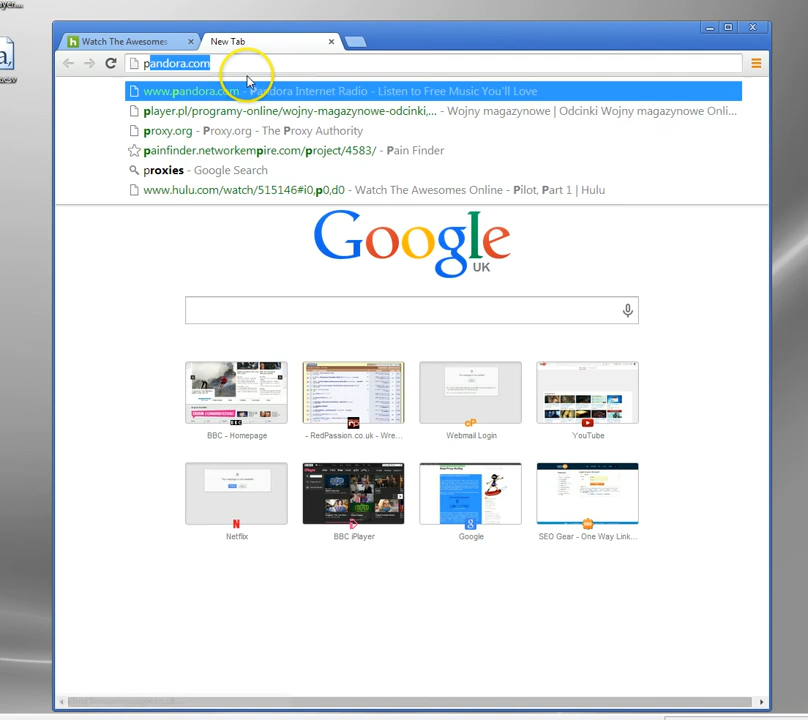 ayer....
a,
Watch The Awesomes
New Tab
pandora.com
www.pandora.com - Pandora Internet Radio - Listen to Free Music You'll Love
player.pl/programy-online/wojny-magazynowe-odcinki,... - Wojny magazynowe | Odcinki Wojny magazynowe Onli...
proxy.org - Proxy.org - The Proxy Authority
painfinder.networkempire.com/project/4583/ - Pain Finder
proxies - Google Search
www.hulu.com/watch/515146#i0,p0,d0 - Watch The Awesomes Online - Pilot, Part 1 | Hulu
Google
UK
BBC - Homepage
- RedPassion.co.uk - Wre...
Webmail Login
YouTube
Netflix
BBC iPlayer
Google
SEO Gear - One Way Link...